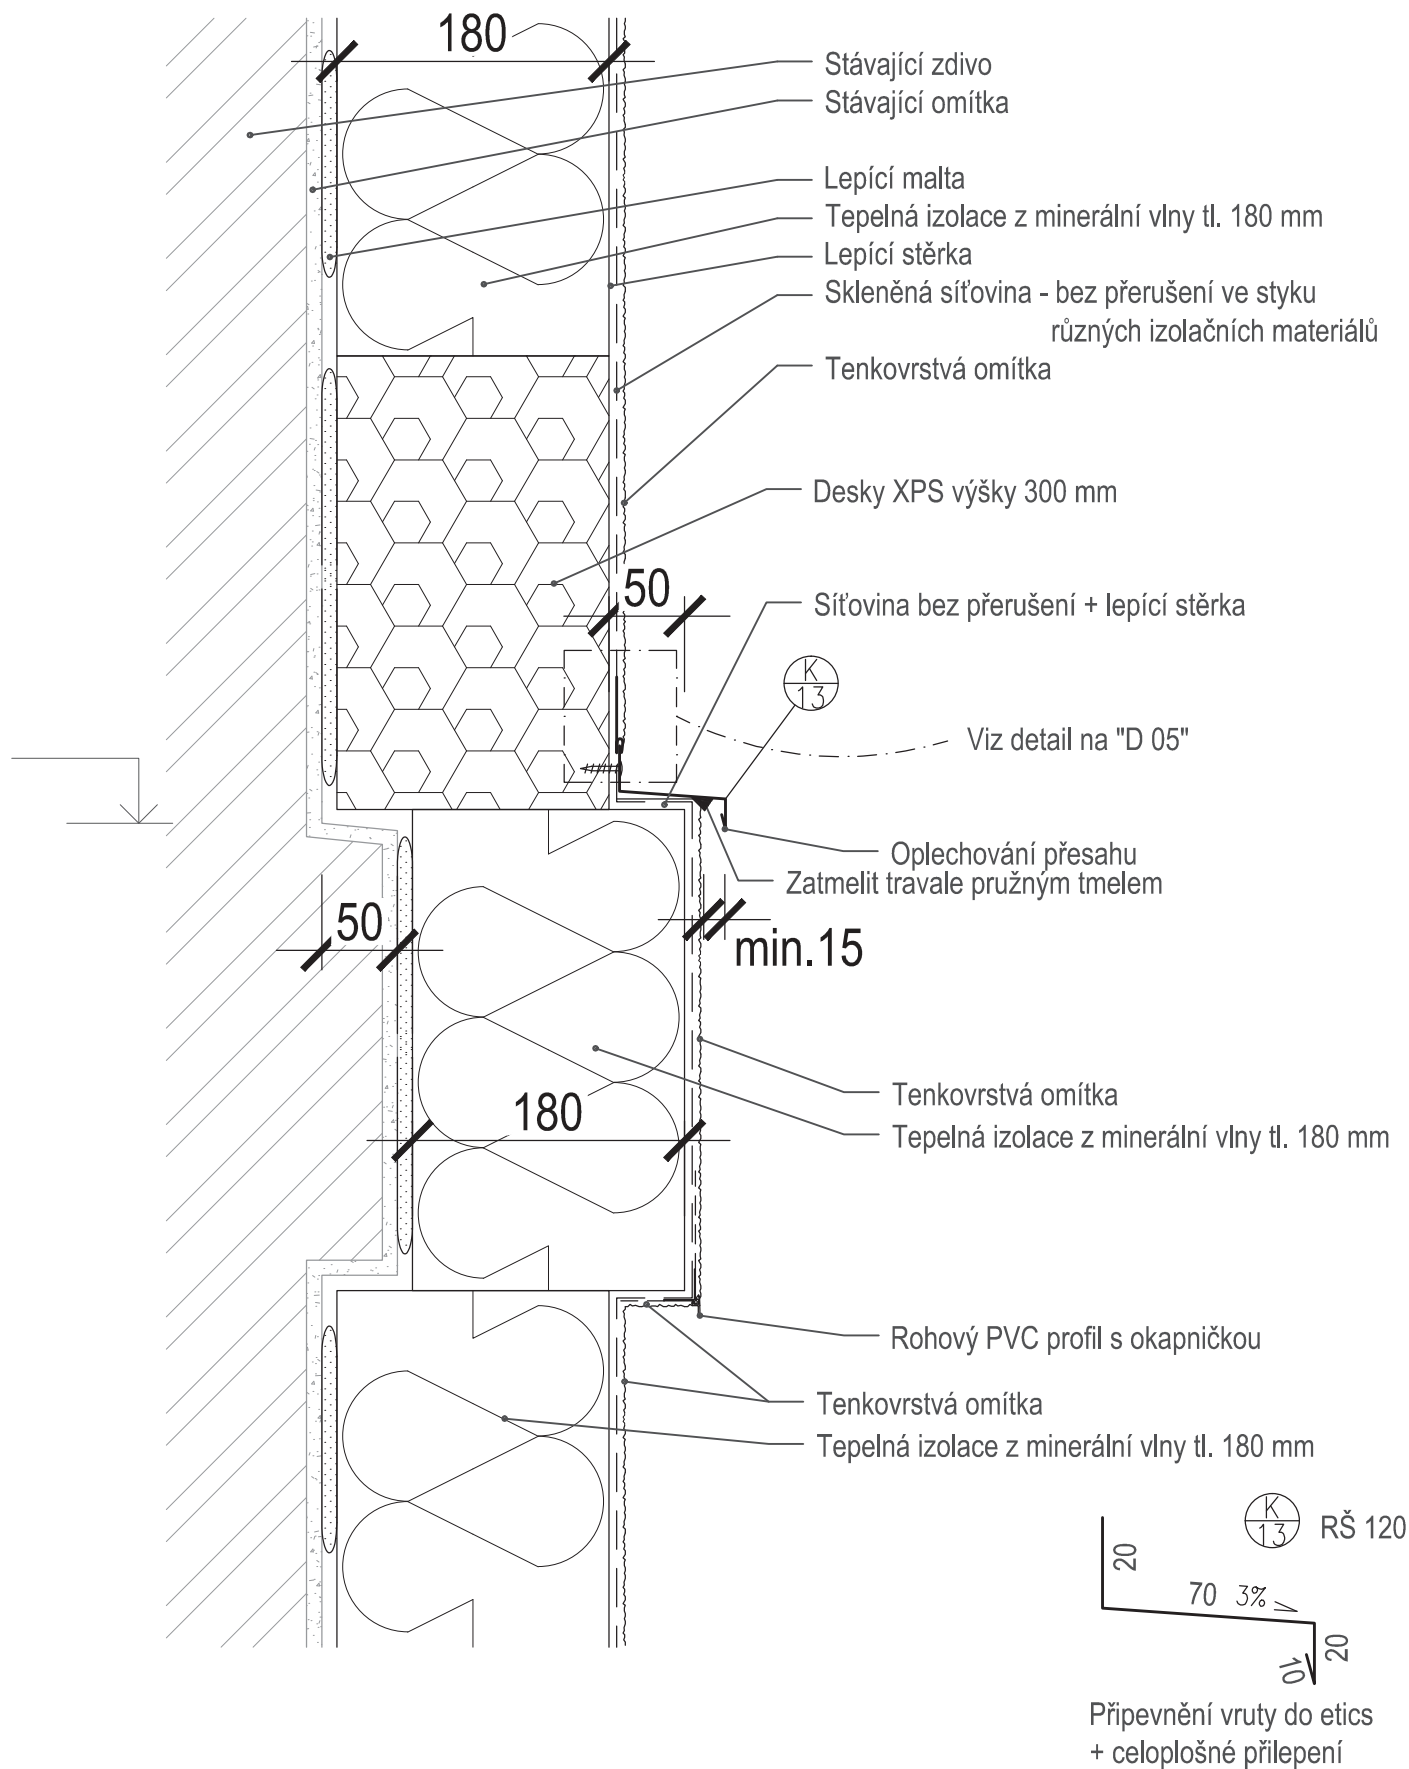 180
Stávající zdivo
Stávající omítka
Lepící malta
Tepelná izolace z minerální vlny tl. 180 mm
Lepící stěrka
Skleněná síťovina - bez přerušení ve styku
různých izolačních materiálů
Tenkovrstvá omítka
Desky XPS výšky 300 mm
50
Síťovina bez přerušení + lepící stěrka
K
13
Viz detail na "D 05"
Oplechování přesahu
Zatmelit travale pružným tmelem
50
min.15
Tenkovrstvá omítka
180
Tepelná izolace z minerální vlny tl. 180 mm
Rohový PVC profil s okapničkou
Tenkovrstvá omítka
Tepelná izolace z minerální vlny tl. 180 mm
K
13
RŠ 120
20
70 3%
20
10
Připevnění vruty do etics
+ celoplošné přilepení